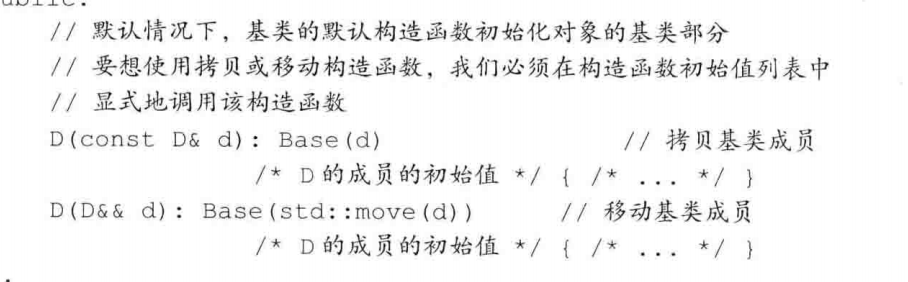 // 默认情况下，基类的默认构造函数初始化对象的基类部分
// 要想使用拷贝或移动构造函数，我们必须在构造函数初始值列表中
// 显式地调用该构造函数
D(const D& d): Base(d) // 拷贝基类成员
/* D 的成员的初始值 */ { /* ... */ }
D(D&& d): Base(std::move(d)) // 移动基类成员
/* D 的成员的初始值 */ { /* ... */ }